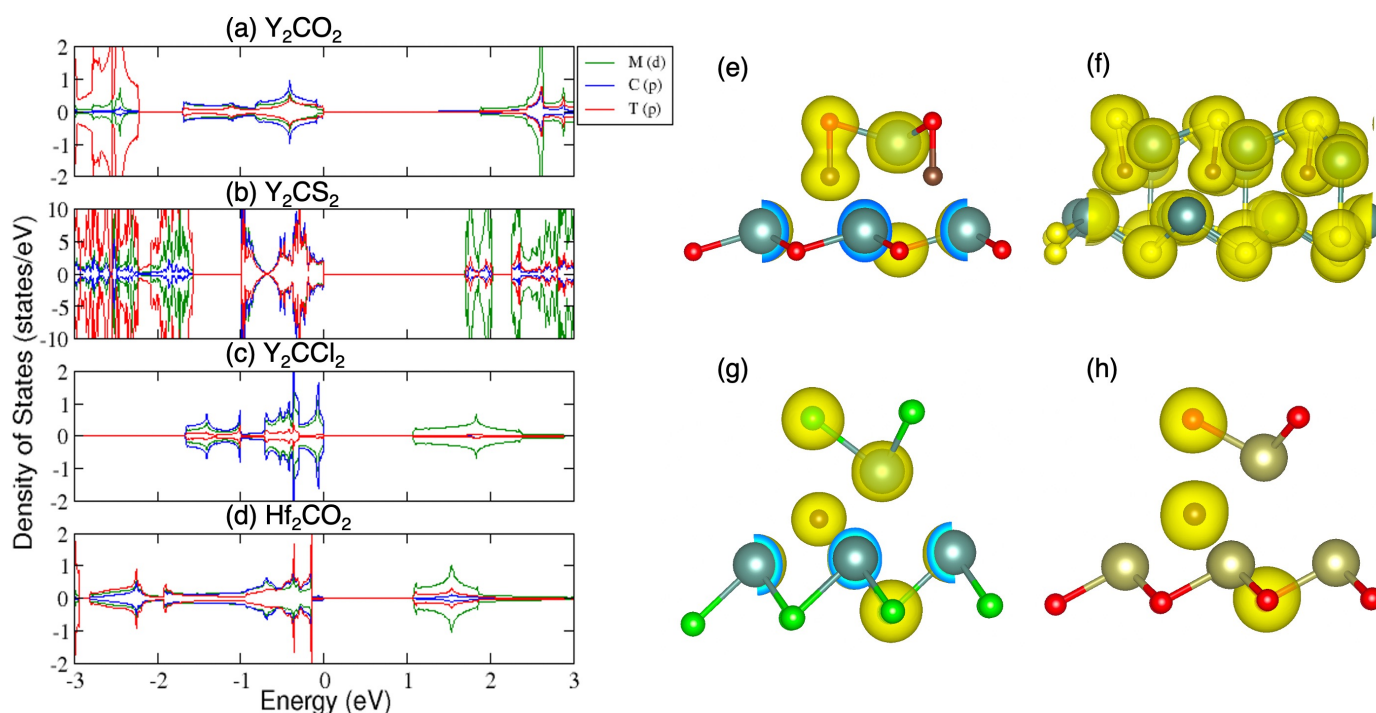 (a) Y₂CO₂
2
1
0
-1
-2
M (d)
C (p)
T (p)
(b) Y₂CS₂
10
5
0
-5
-10
(c) Y₂CCl₂
2
1
0
-1
-2
(d) Hf₂CO₂
2
1
0
-1
-2
-3 -2 -1 0 1 2 3
Energy (eV)
Density of States (states/eV)
(e)
(f)
(g)
(h)